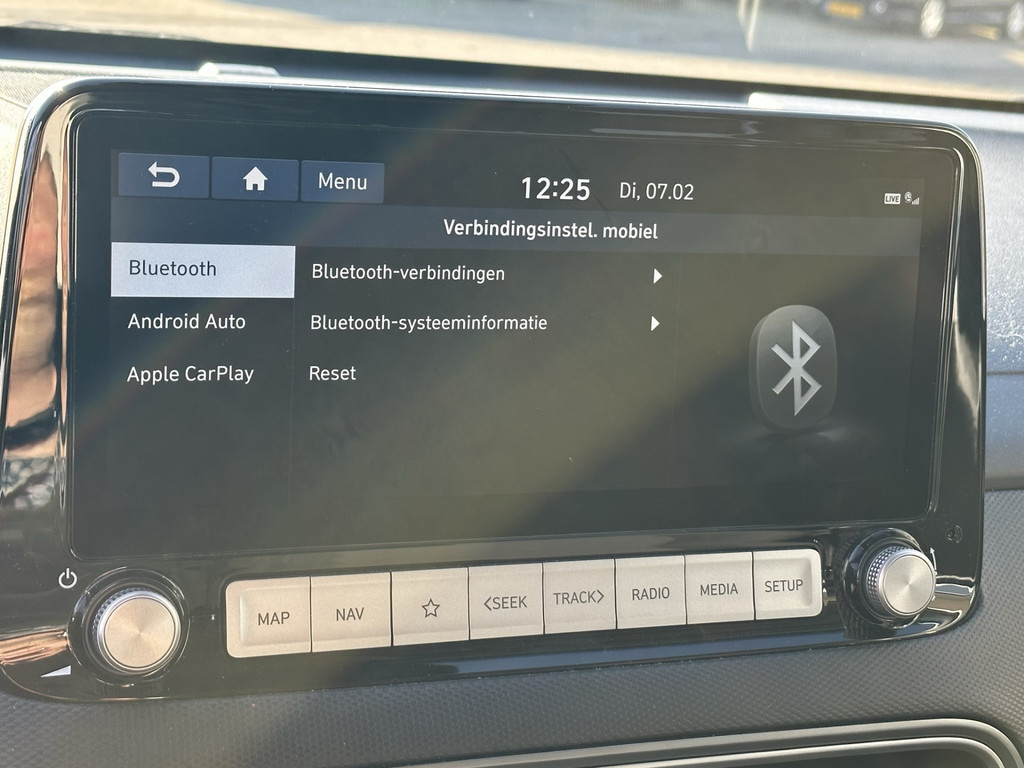 Menu
12:25 Di, 07.02
LIVE
Verbindingsinstel. mobiel
Bluetooth
Bluetooth-verbindingen
Android Auto
Bluetooth-systeeminformatie
Apple CarPlay
Reset
MAP
NAV
<SEEK
TRACK>
RADIO
MEDIA
SETUP